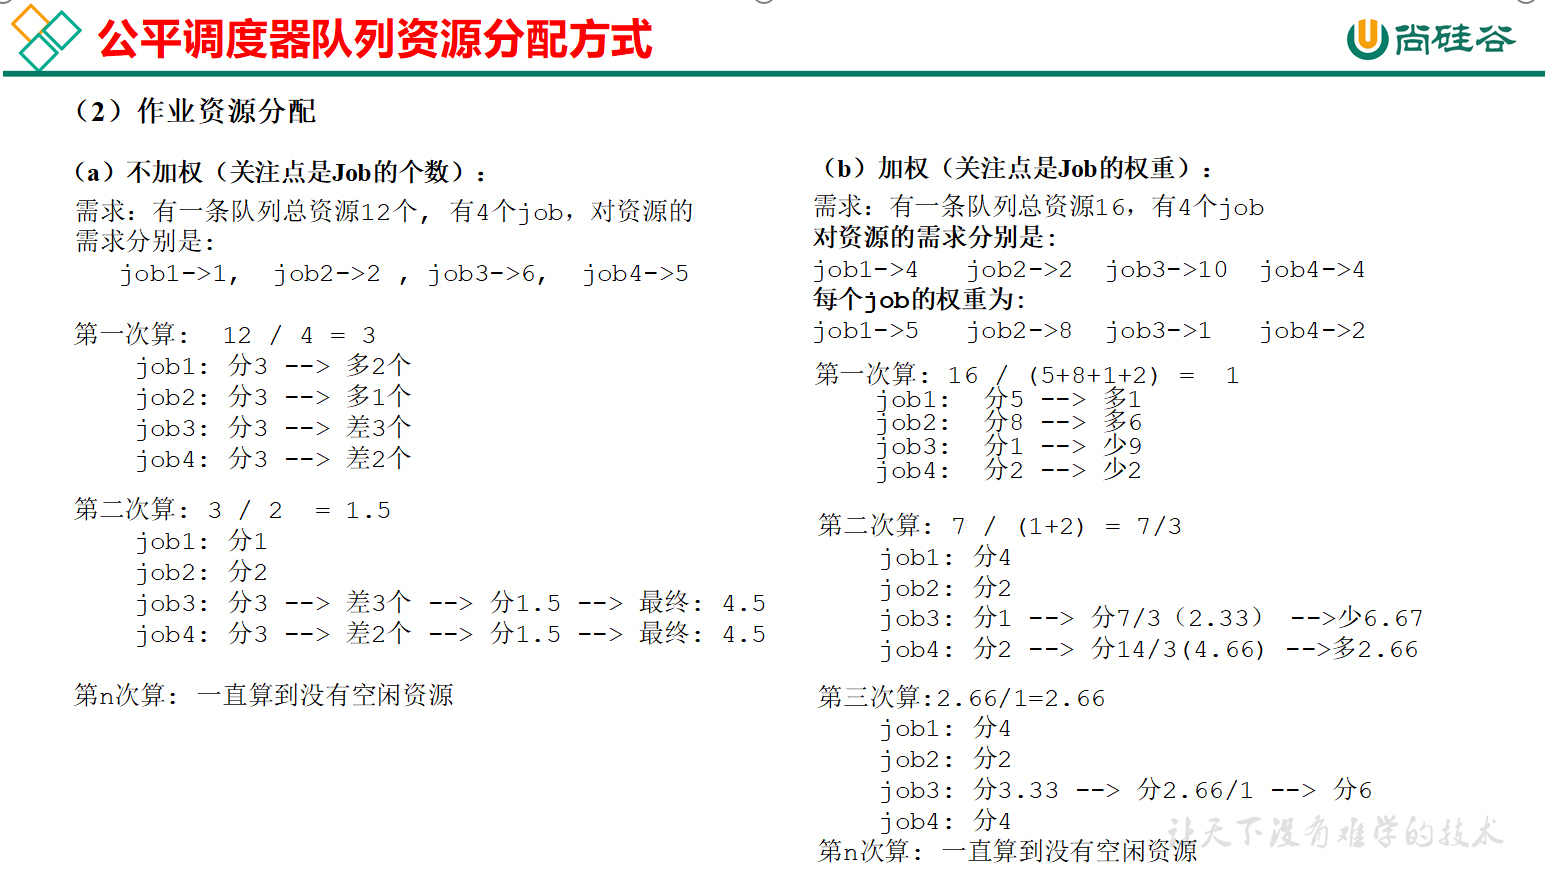 公平调度器队列资源分配方式
尚硅谷
（2）作业资源分配
（a）不加权（关注点是Job的个数）：
需求：有一条队列总资源12个, 有4个job，对资源的
需求分别是:
job1->1,  job2->2 , job3->6,  job4->5
第一次算:  12 / 4 = 3
job1: 分3 --> 多2个
job2: 分3 --> 多1个
job3: 分3 --> 差3个
job4: 分3 --> 差2个
第二次算: 3 / 2  = 1.5
job1: 分1
job2: 分2
job3: 分3 --> 差3个 --> 分1.5 --> 最终: 4.5
job4: 分3 --> 差2个 --> 分1.5 --> 最终: 4.5
第n次算: 一直算到没有空闲资源
（b）加权（关注点是Job的权重）：
需求：有一条队列总资源16，有4个job
对资源的需求分别是:
job1->4   job2->2  job3->10  job4->4
每个job的权重为:
job1->5   job2->8  job3->1   job4->2
第一次算: 16 / (5+8+1+2) =  1
job1:  分5 --> 多1
job2:  分8 --> 多6
job3:  分1 --> 少9
job4:  分2 --> 少2
第二次算: 7 / (1+2) = 7/3
job1: 分4
job2: 分2
job3: 分1 --> 分7/3（2.33） -->少6.67
job4: 分2 --> 分14/3(4.66) -->多2.66
第三次算:2.66/1=2.66
job1: 分4
job2: 分2
job3: 分3.33 --> 分2.66/1 --> 分6
job4: 分4
第n次算: 一直算到没有空闲资源
让天下没有难学的技术